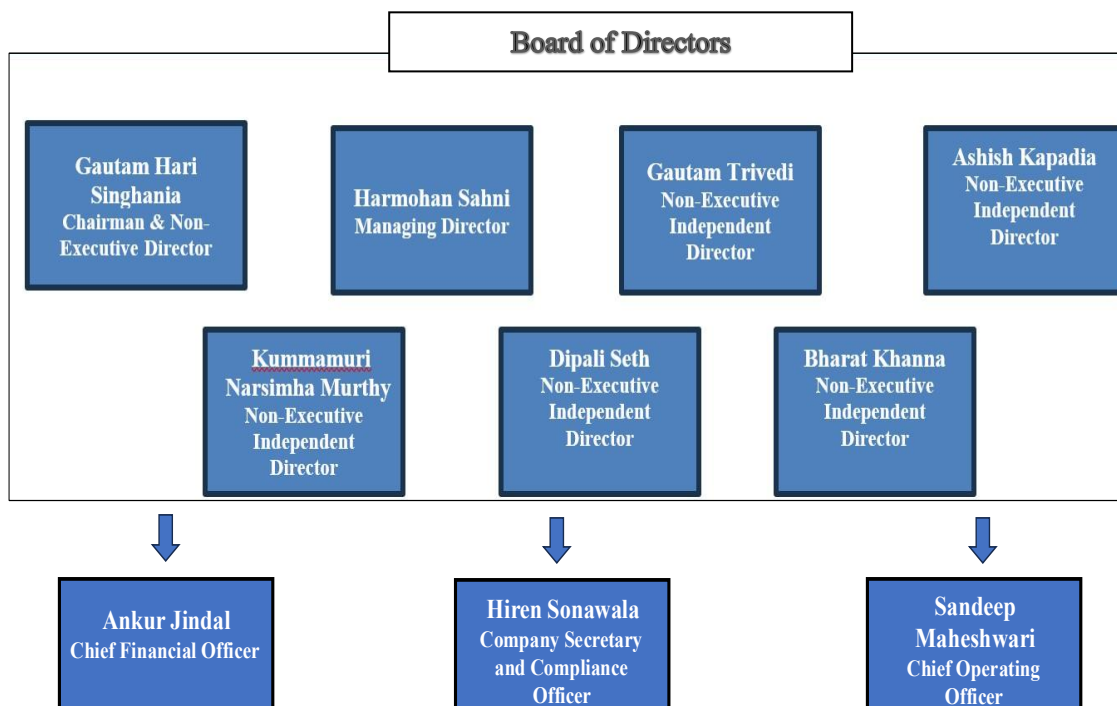 Board of Directors
Gautam Hari
Singhania
Chairman & Non-
Executive Director
Harmohan Sahni
Managing Director
Gautam Trivedi
Non-Executive
Independent
Director
Ashish Kapadia
Non-Executive
Independent
Director
Kummamuri
Narsimha Murthy
Non-Executive
Independent
Director
Dipali Seth
Non-Executive
Independent
Director
Bharat Khanna
Non-Executive
Independent
Director
Ankur Jindal
Chief Financial Officer
Hiren Sonawala
Company Secretary
and Compliance
Officer
Sandeep
Maheshwari
Chief Operating
Officer